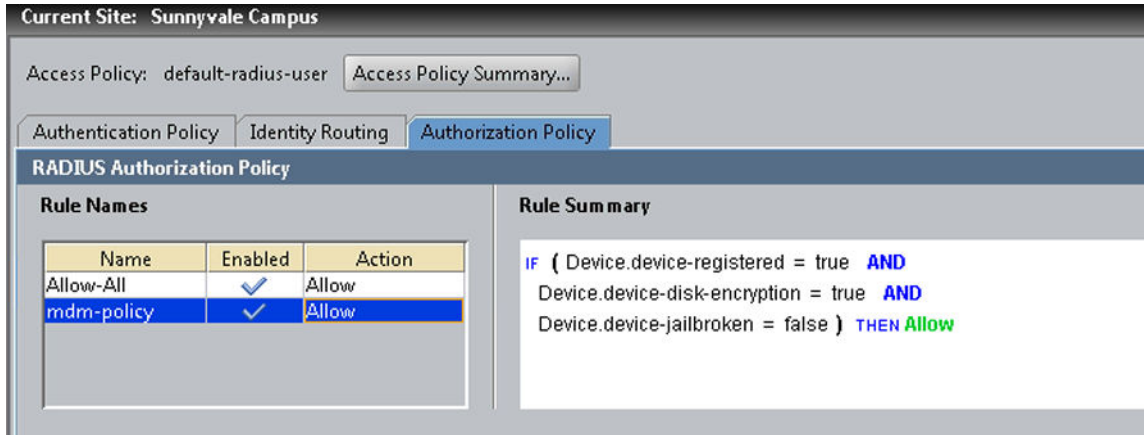 Current Site: Sunnyvale Campus
Access Policy: default-radius-user Access Policy Summary...
Authentication Policy Identity Routing Authorization Policy
RADIUS Authorization Policy
Rule Names
Name Enabled Action
Allow-All Allow
mdm-policy Allow
Rule Summary
IF ( Device.device-registered = true AND
Device.device-disk-encryption = true AND
Device.device-jailbroken = false ) THEN Allow